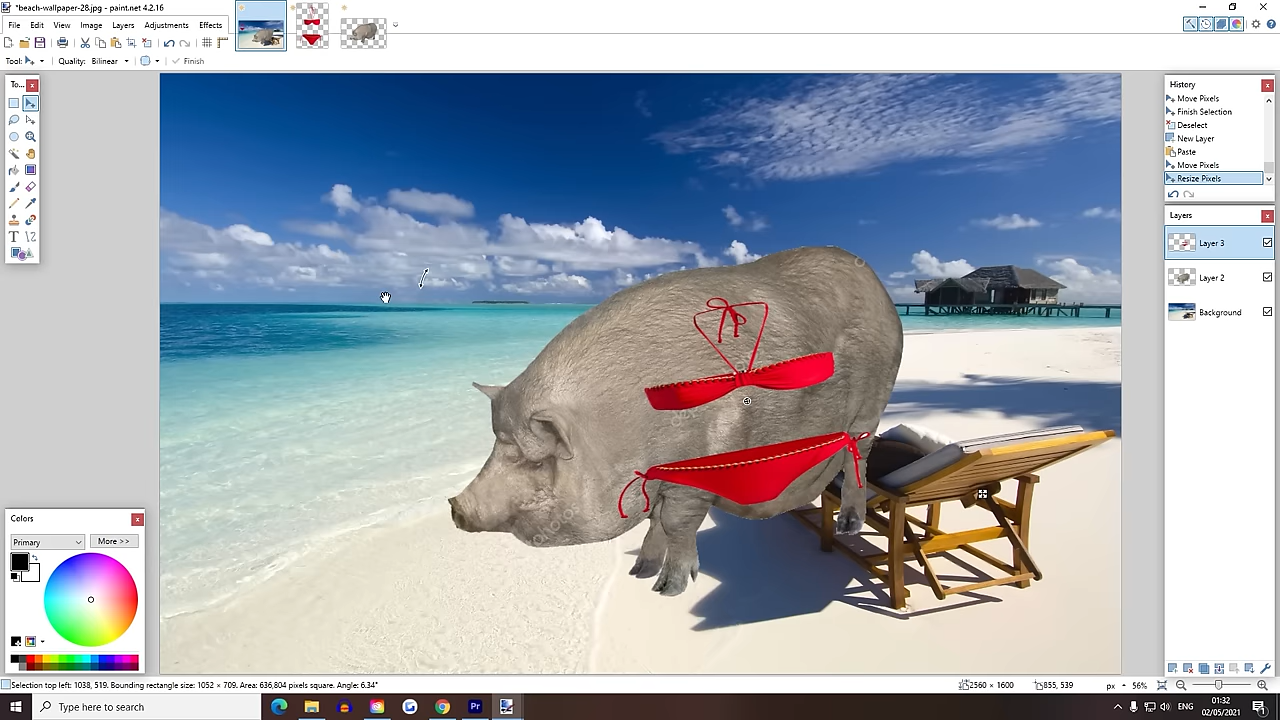 *beach-wallpaper-28.jpg - paint.net 4.2.16
File Edit View Image Layers Adjustments Effects
Tool: Quality: Bilinear Finish
To...
History
Move Pixels
Finish Selection
Deselect
New Layer
Paste
Move Pixels
Resize Pixels
Layers
Layer 3
Layer 2
Background
Colors
Primary More >>
Selection top left: 1038, 519. Bounding rectangle size: 1052 × 709. Area: 636,804 pixels square. Angle: 6.34° 2560 × 1600 855, 539 px 56%
Type here to search Pr ENG 01:32
02/05/2021